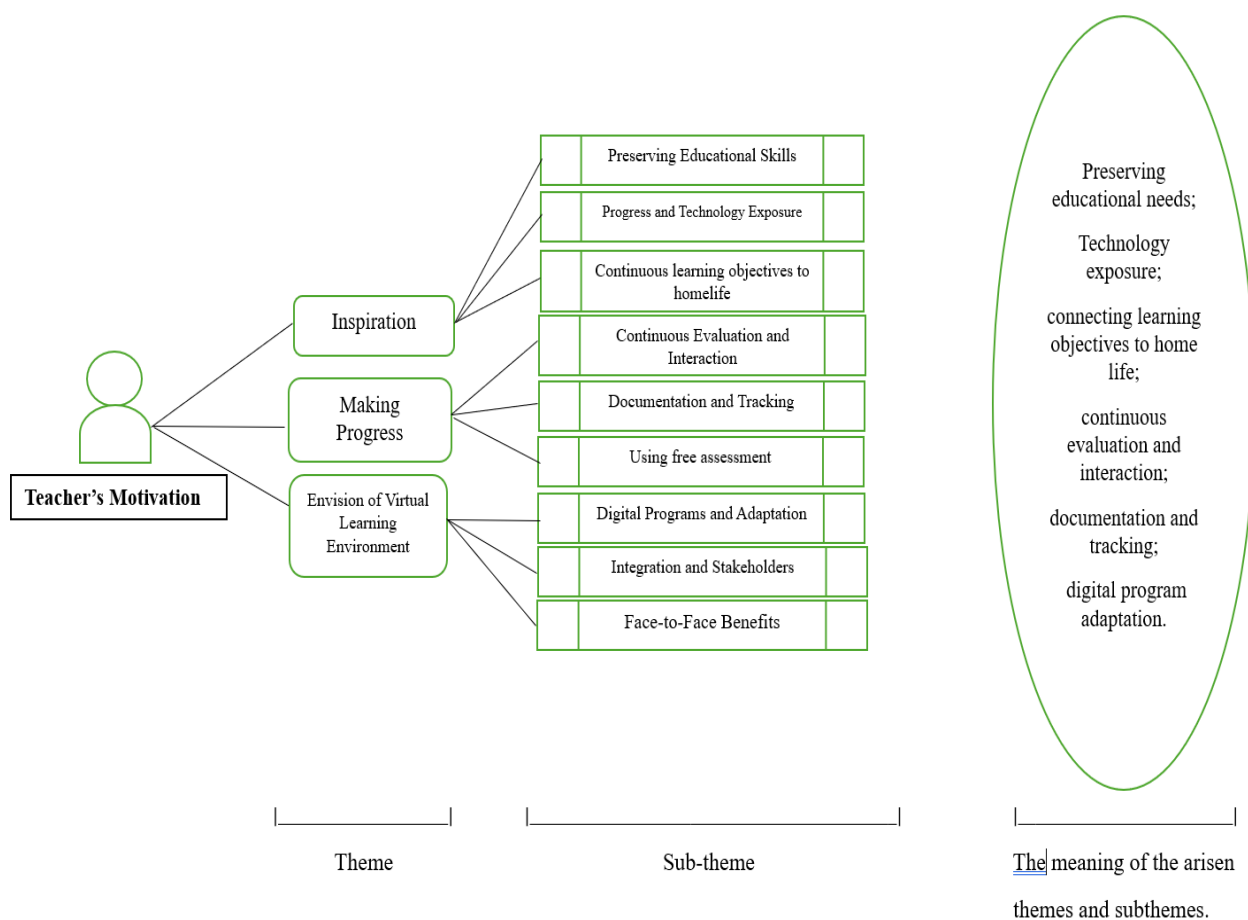 Teacher's Motivation
Inspiration
Making
Progress
Envision of Virtual
Learning
Environment
Preserving Educational Skills
Progress and Technology Exposure
Continuous learning objectives to
homelife
Continuous Evaluation and
Interaction
Documentation and Tracking
Using free assessment
Digital Programs and Adaptation
Integration and Stakeholders
Face-to-Face Benefits
Preserving
educational needs;
Technology
exposure;
connecting learning
objectives to home
life;
continuous
evaluation and
interaction;
documentation and
tracking;
digital program
adaptation.
Theme
Sub-theme
The meaning of the arisen
themes and subthemes.